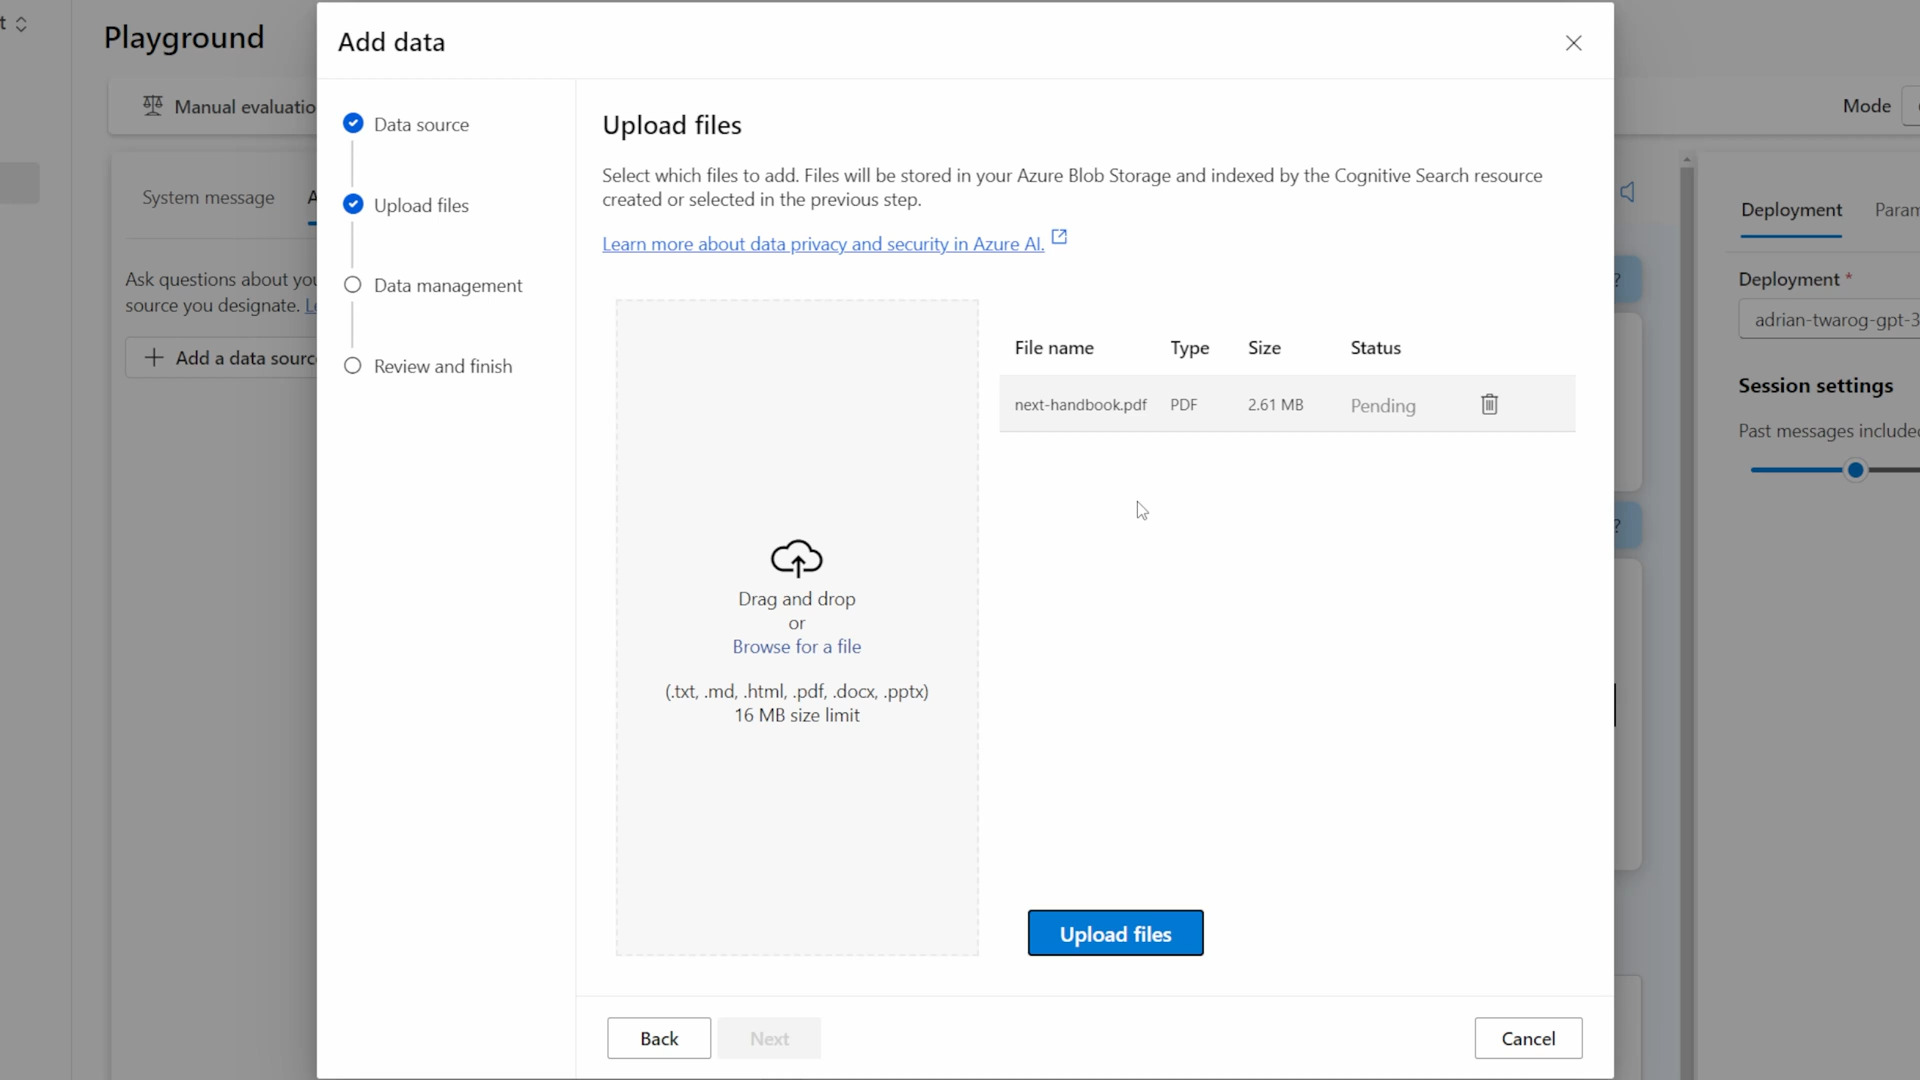 t
Playground
Manual evaluatio
System message
A
Ask questions about you
source you designate. Le
Add a data sourc
Add data
Data source
Upload files
Data management
Review and finish
Upload files
Select which files to add. Files will be stored in your Azure Blob Storage and indexed by the Cognitive Search resource
created or selected in the previous step.
Learn more about data privacy and security in Azure AI.
Drag and drop
or
Browse for a file
(.txt, .md, .html, .pdf, .docx, .pptx)
16 MB size limit
File name Type Size Status
next-handbook.pdf PDF 2.61 MB Pending
Upload files
Back
Next
Cancel
Mode
?
?
Deployment Param
Deployment *
adrian-twarog-gpt-3
Session settings
Past messages include